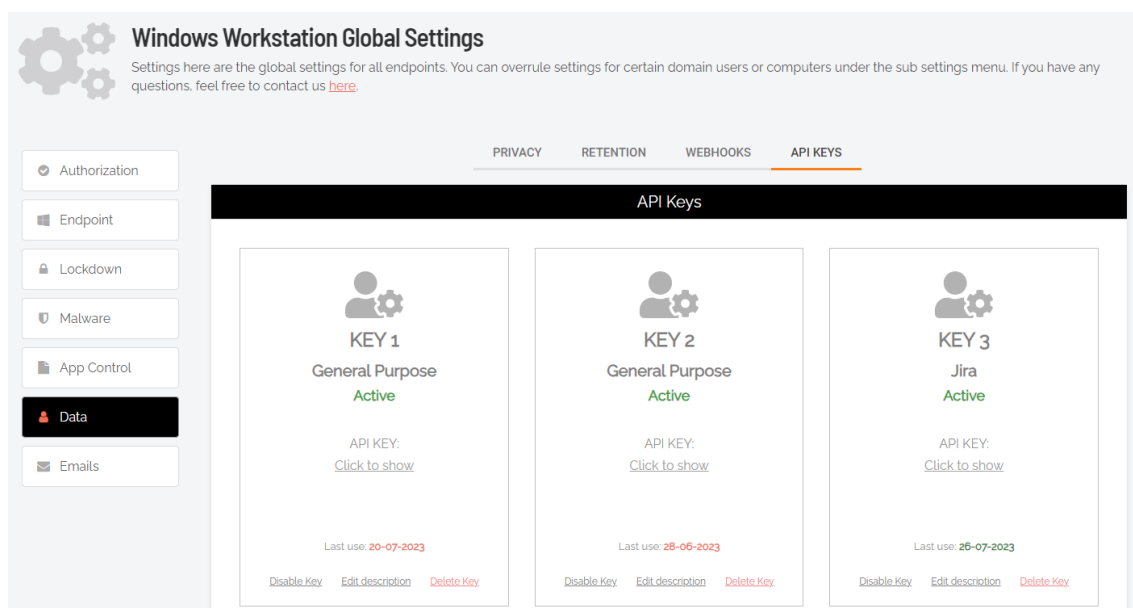 Windows Workstation Global Settings
Settings here are the global settings for all endpoints. You can overrule settings for certain domain users or computers under the sub settings menu. If you have any
questions, feel free to contact us here.
PRIVACY RETENTION WEBHOOKS API KEYS
Authorization
Endpoint
Lockdown
Malware
App Control
Data
Emails
API Keys
KEY 1
General Purpose
Active
API KEY:
Click to show
Last use: 20-07-2023
Disable Key Edit description Delete Key
KEY 2
General Purpose
Active
API KEY:
Click to show
Last use: 28-06-2023
Disable Key Edit description Delete Key
KEY 3
Jira
Active
API KEY:
Click to show
Last use: 26-07-2023
Disable Key Edit description Delete Key